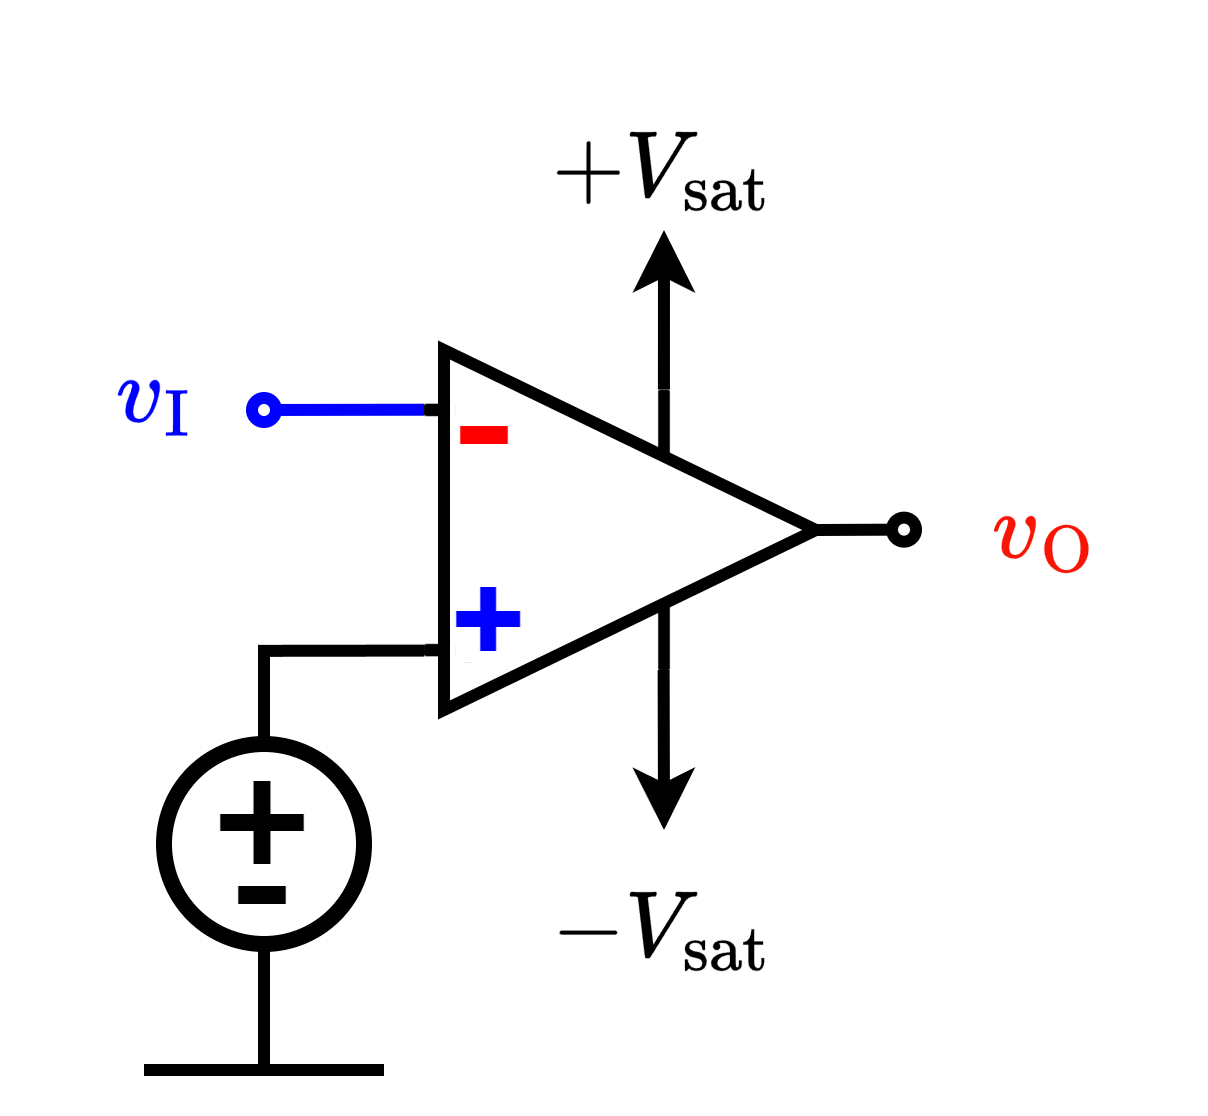 +V_sat
v_I
−
+
v_O
+
−
−V_sat